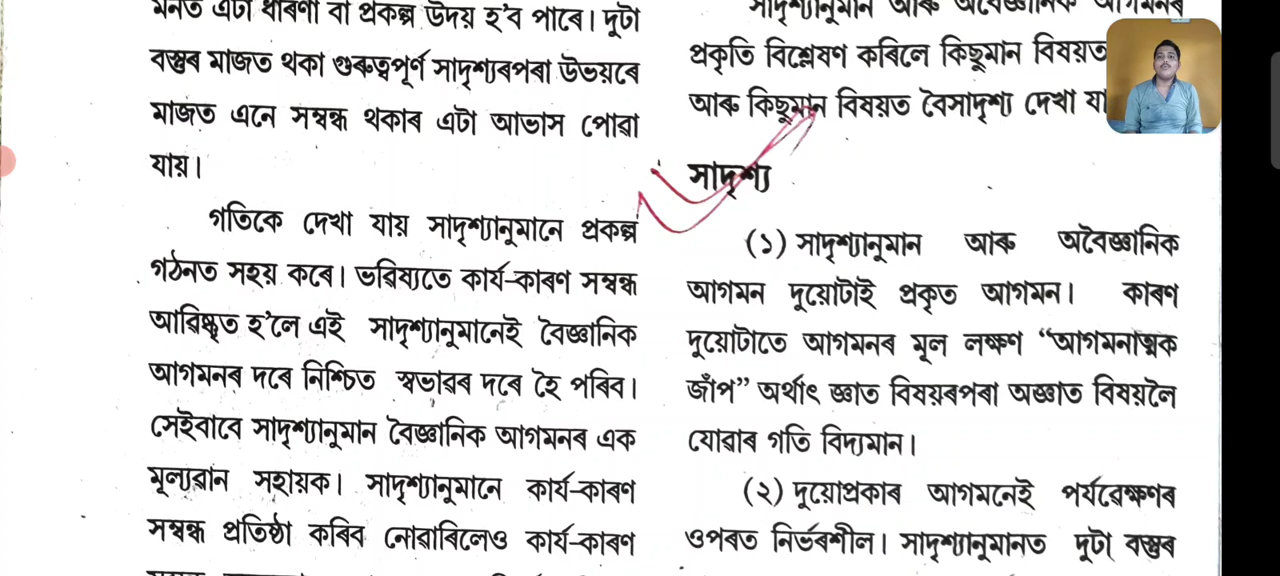 মনত এটা ধাৰণা বা প্ৰকল্প উদয় হ'ব পাৰে। দুটা
বস্তুৰ মাজত থকা গুৰুত্বপূৰ্ণ সাদৃশ্যৰপৰা উভয়ৰে
মাজত এনে সম্বন্ধ থকাৰ এটা আভাস পোৱা
যায়।
গতিকে দেখা যায় সাদৃশ্যানুমানে প্ৰকল্প
গঠনত সহয় কৰে। ভৱিষ্যতে কাৰ্য-কাৰণ সম্বন্ধ
আৱিষ্কৃত হ'লে এই সাদৃশ্যানুমানেই বৈজ্ঞানিক
আগমনৰ দৰে নিশ্চিত স্বভাৱৰ দৰে হৈ পৰিব।
সেইবাবে সাদৃশ্যানুমান বৈজ্ঞানিক আগমনৰ এক
মূল্যৱান সহায়ক। সাদৃশ্যানুমানে কাৰ্য-কাৰণ
সম্বন্ধ প্ৰতিষ্ঠা কৰিব নোৱাৰিলেও কাৰ্য-কাৰণ
সাদৃশ্যানুমান আৰু অবৈজ্ঞানিক আগমনৰ
প্ৰকৃতি বিশ্লেষণ কৰিলে কিছুমান বিষয়ত
আৰু কিছুমান বিষয়ত বৈসাদৃশ্য দেখা যা
সাদৃশ্য
(১) সাদৃশ্যানুমান আৰু অবৈজ্ঞানিক
আগমন দুয়োটাই প্ৰকৃত আগমন। কাৰণ
দুয়োটাতে আগমনৰ মূল লক্ষণ “আগমনাত্মক
জাঁপ” অৰ্থাৎ জ্ঞাত বিষয়ৰপৰা অজ্ঞাত বিষয়লৈ
যোৱাৰ গতি বিদ্যমান।
(২) দুয়োপ্ৰকাৰ আগমনেই পৰ্যৱেক্ষণৰ
ওপৰত নিৰ্ভৰশীল। সাদৃশ্যানুমানত দুটা বস্তুৰ